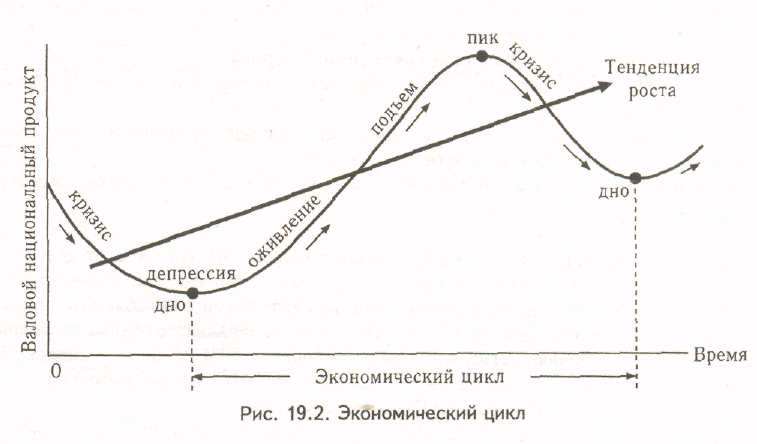 пик
кризис
Тенденция
роста
подъем
Валовой национальный продукт
кризис
дно
оживление
депрессия
дно
Время
0
Экономический цикл
Рис. 19.2. Экономический цикл